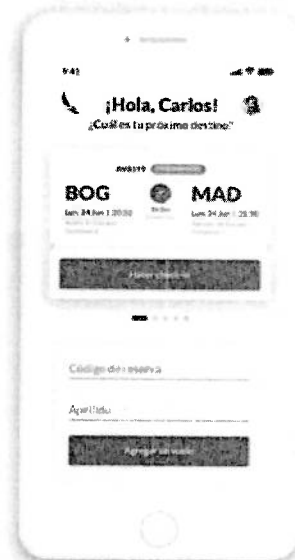 9:41
¡Hola, Carlos!
¿Cuál es tu próximo destino?
BOG
MAD
Lun. 24 Jun |
Lun. 24 Jun |
Hacer check-in
Código de reserva
Apellido
Agregar un vuelo